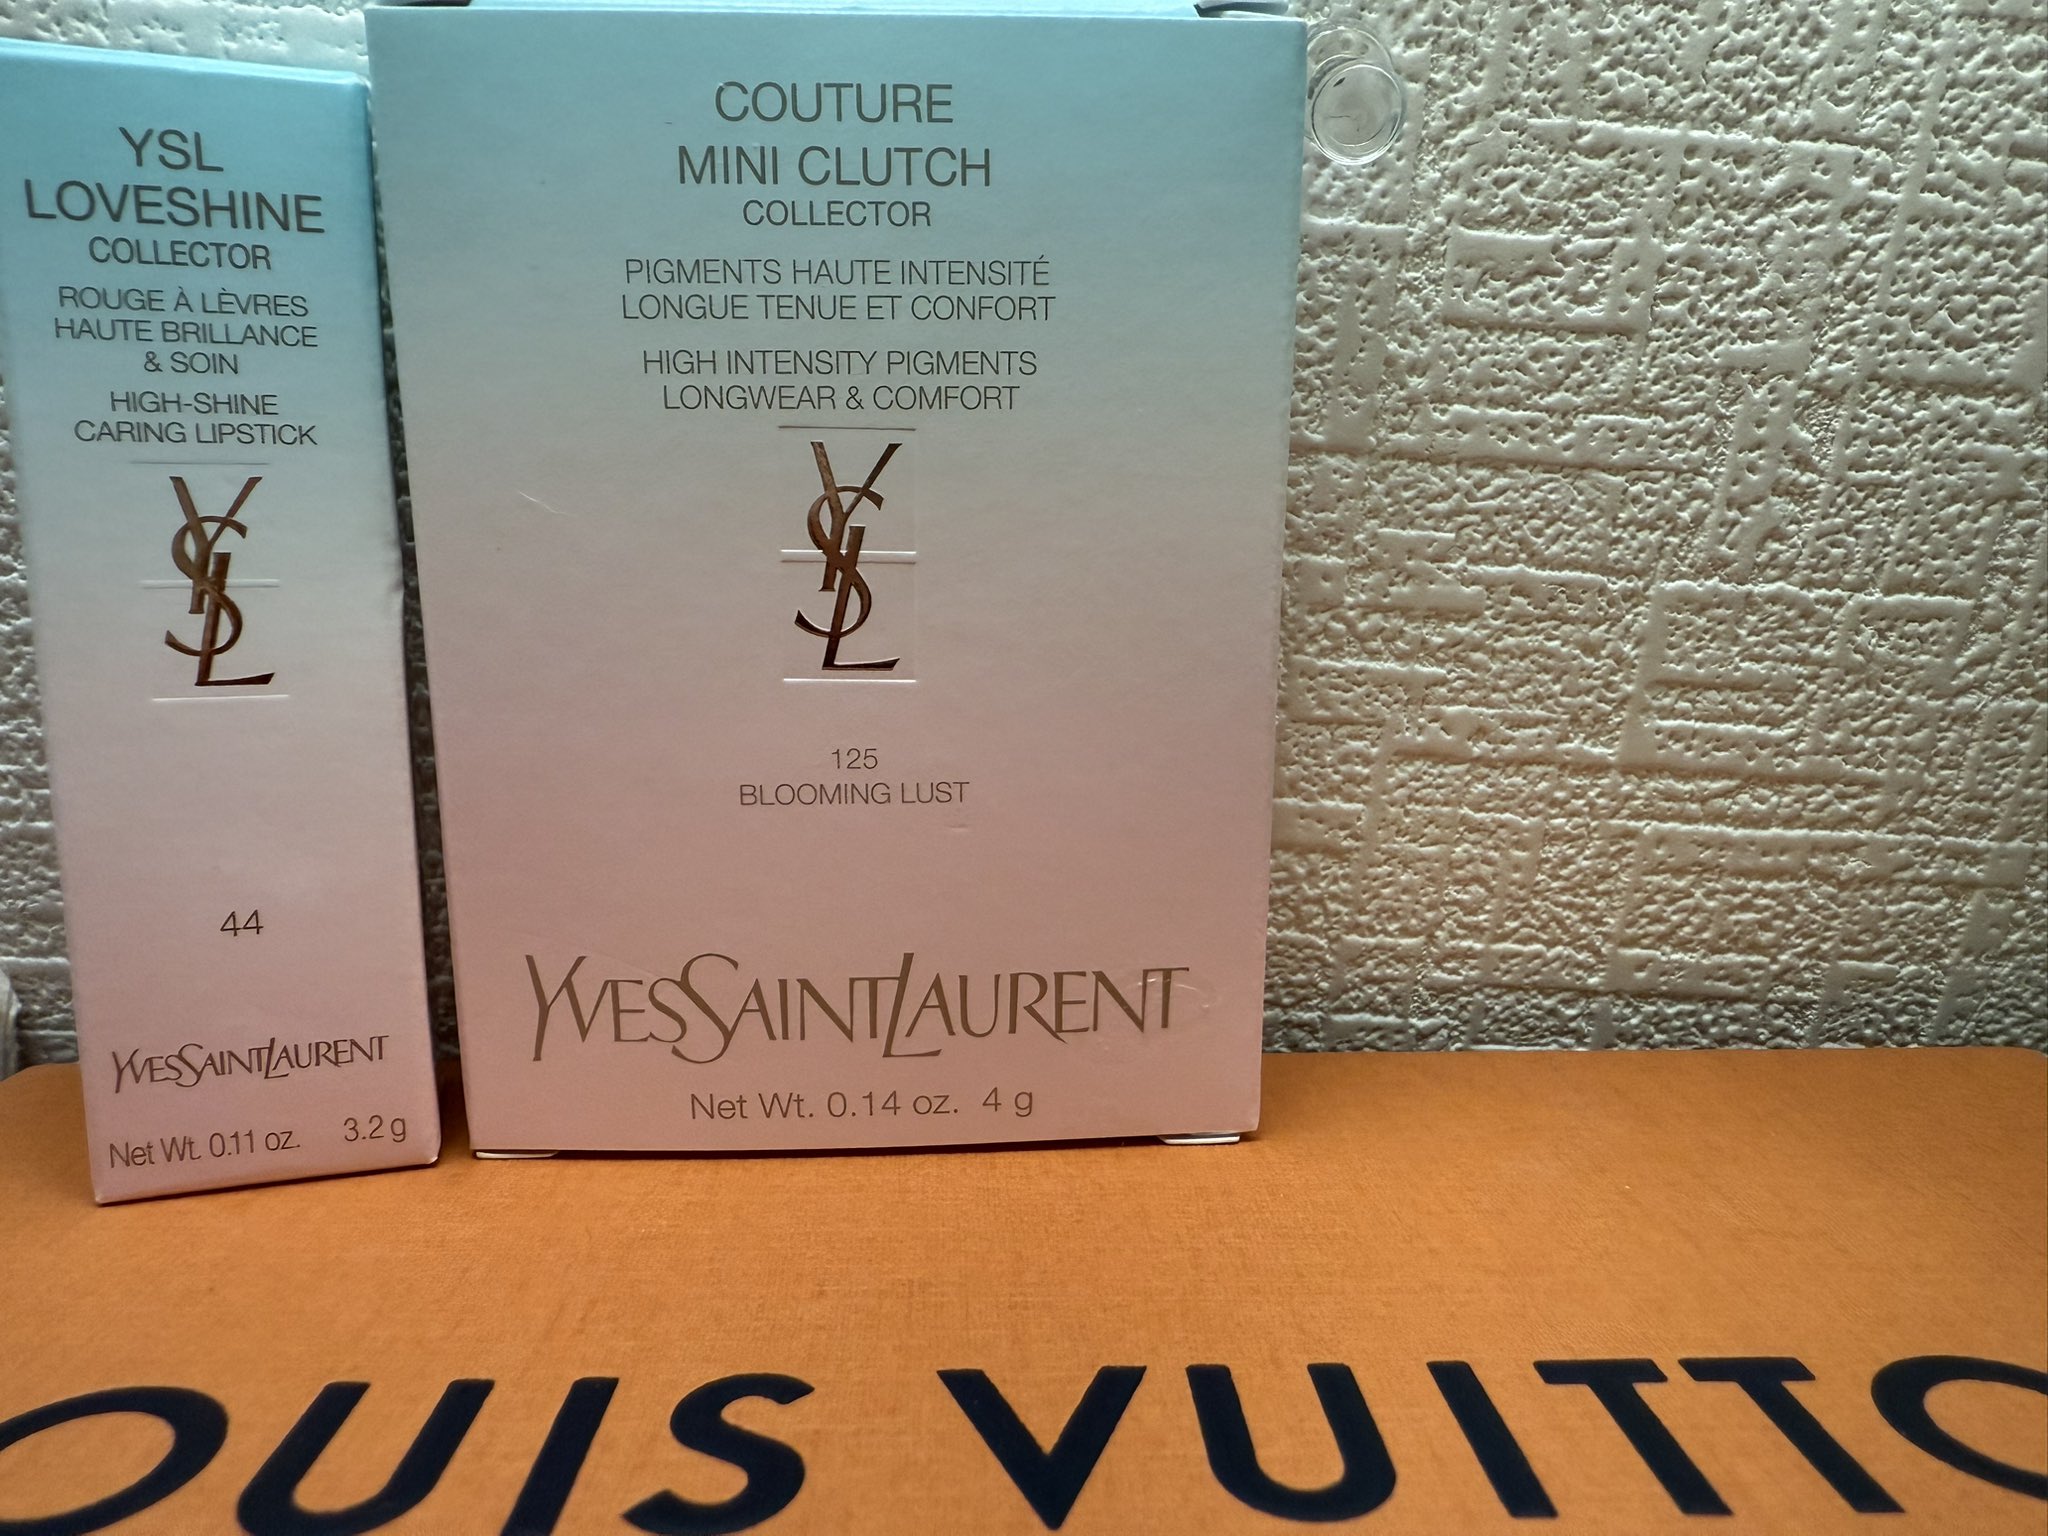 YSL
LOVESHINE
COLLECTOR
ROUGE À LÈVRES
HAUTE BRILLANCE
& SOIN
HIGH-SHINE
CARING LIPSTICK
YSL
44
YVESSAINTLAURENT
Net Wt. 0.11 oz. 3.2 g
COUTURE
MINI CLUTCH
COLLECTOR
PIGMENTS HAUTE INTENSITÉ
LONGUE TENUE ET CONFORT
HIGH INTENSITY PIGMENTS
LONGWEAR & COMFORT
YSL
125
BLOOMING LUST
YVESSAINTLAURENT
Net Wt. 0.14 oz. 4 g
OUIS VUITTO